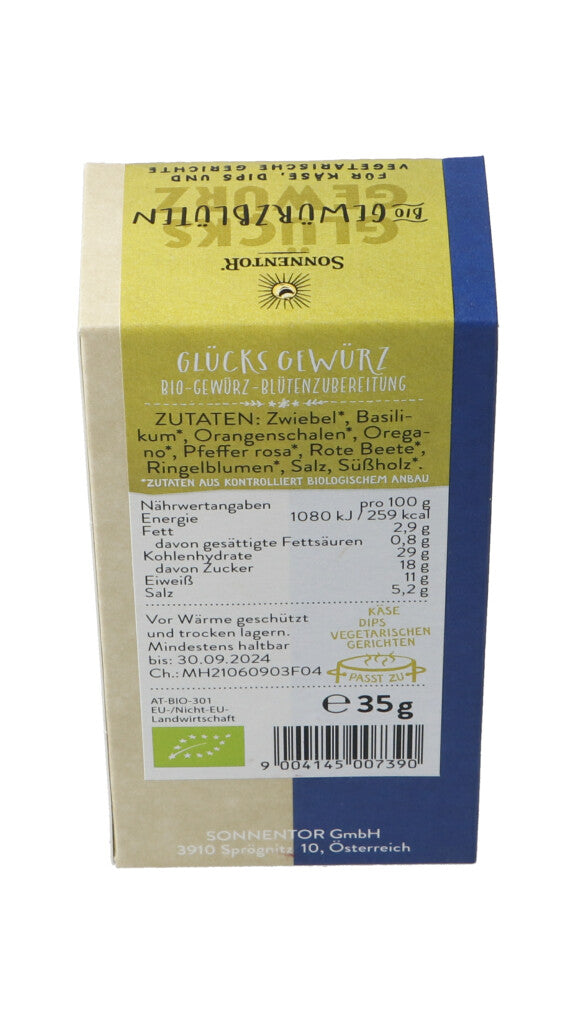 FÜR KÄSE, DIPS UND
VEGETARISCHE GERICHTE
GLÜCKS
GEWÜRZ
BIO GEWÜRZBLÜTEN
SONNENTOR®
GLÜCKS GEWÜRZ
BIO-GEWÜRZ-BLÜTENZUBEREITUNG
ZUTATEN: Zwiebel*, Basili-
kum*, Orangenschalen*, Orega-
no*, Pfeffer rosa*, Rote Beete*,
Ringelblumen*, Salz, Süßholz*.
*ZUTATEN AUS KONTROLLIERT BIOLOGISCHEM ANBAU
Nährwertangaben pro 100 g
Energie 1080 kJ / 259 kcal
Fett 2,9 g
davon gesättigte Fettsäuren 0,8 g
Kohlenhydrate 29 g
davon Zucker 18 g
Eiweiß 11 g
Salz 5,2 g
Vor Wärme geschützt
und trocken lagern.
Mindestens haltbar
bis: 30.09.2024
Ch.: MH21060903F04
KÄSE
DIPS
VEGETARISCHEN
GERICHTEN
PASST ZU
AT-BIO-301
EU-/Nicht-EU-
Landwirtschaft
℮ 35 g
9 004145 007390
SONNENTOR GmbH
3910 Sprögnitz 10, Österreich